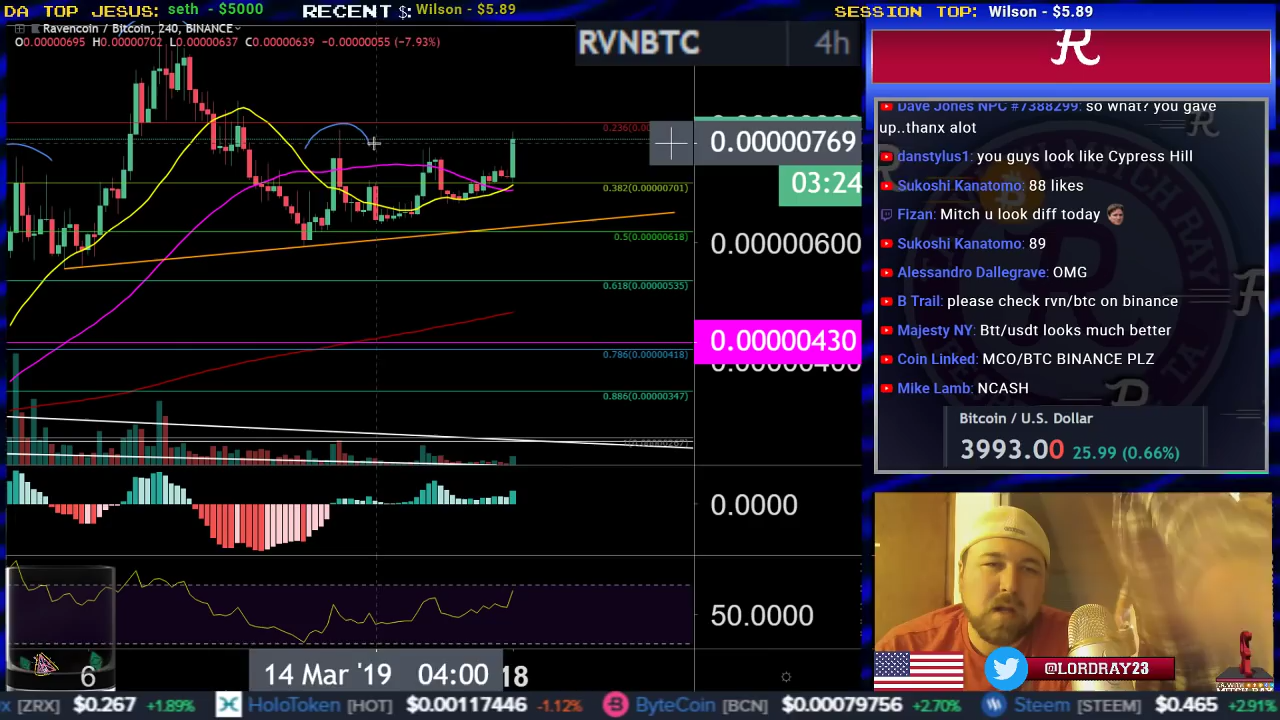 DA TOP JESUS: seth - $5000 RECENT $: Wilson - $5.89 SESSION TOP: Wilson - $5.89
Ravencoin / Bitcoin, 240, BINANCE
O0.00000695 H0.00000702 L0.00000637 C0.00000639 -0.00000055 (-7.93%)
RVNBTC 4h
0.00000769
03:24
0.382(0.00000701)
0.5(0.00000618)
0.00000600
0.618(0.00000535)
0.00000430
0.786(0.00000418)
0.886(0.00000347)
0.0000
50.0000
14 Mar '19 04:00 18
6
Dave Jones NPC #7388299: so what? you gave
up..thanx alot
danstylus1: you guys look like Cypress Hill
Sukoshi Kanatomo: 88 likes
Fizan: Mitch u look diff today
Sukoshi Kanatomo: 89
Alessandro Dallegrave: OMG
B Trail: please check rvn/btc on binance
Majesty NY: Btt/usdt looks much better
Coin Linked: MCO/BTC BINANCE PLZ
Mike Lamb: NCASH
Bitcoin / U.S. Dollar
3993.00 25.99 (0.66%)
@LORDRAY23
x [ZRX] $0.267 +1.89% HoloToken [HOT] $0.00117446 -1.12% ByteCoin [BCN] $0.00079756 +2.70% Steem [STEEM] $0.465 +2.91%